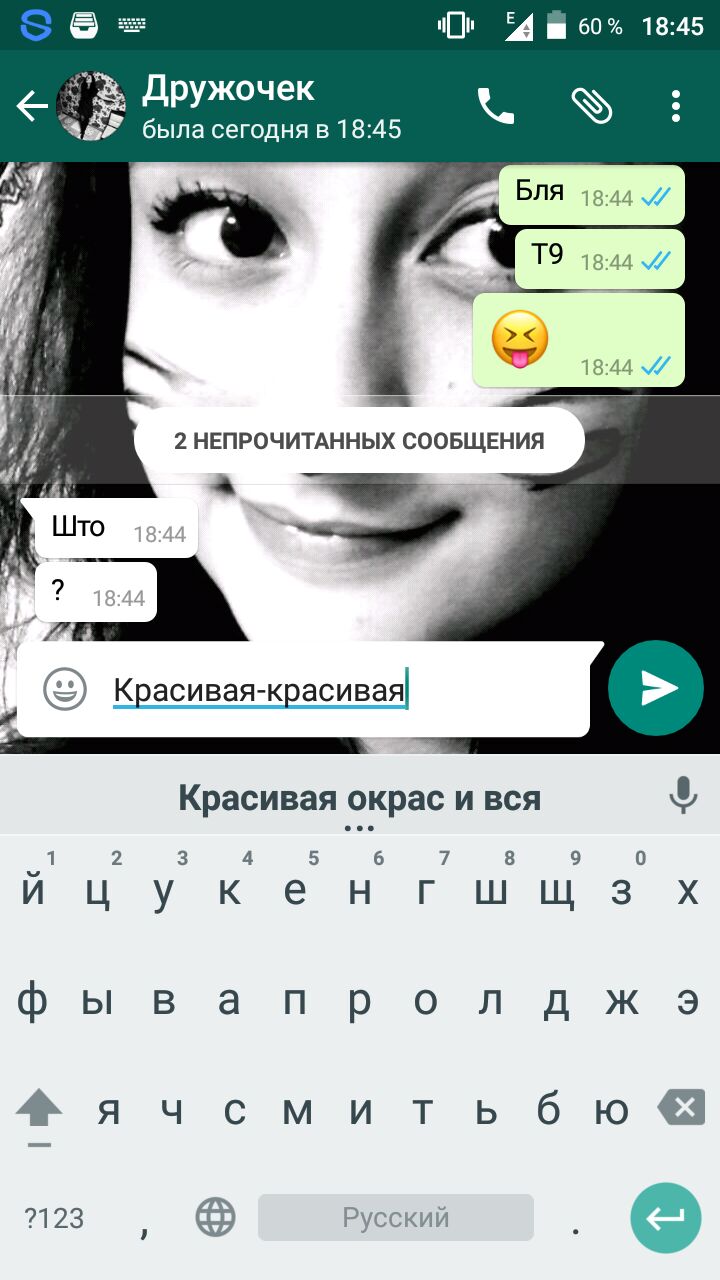 E 60 % 18:45
Дружочек
была сегодня в 18:45
Бля 18:44
Т9 18:44
18:44
2 НЕПРОЧИТАННЫХ СООБЩЕНИЯ
Што 18:44
? 18:44
Красивая-красивая
Красивая окрас и вся
1 2 3 4 5 6 7 8 9 0
й ц у к е н г ш щ з х
ф ы в а п р о л д ж э
я ч с м и т ь б ю
?123 , Русский .